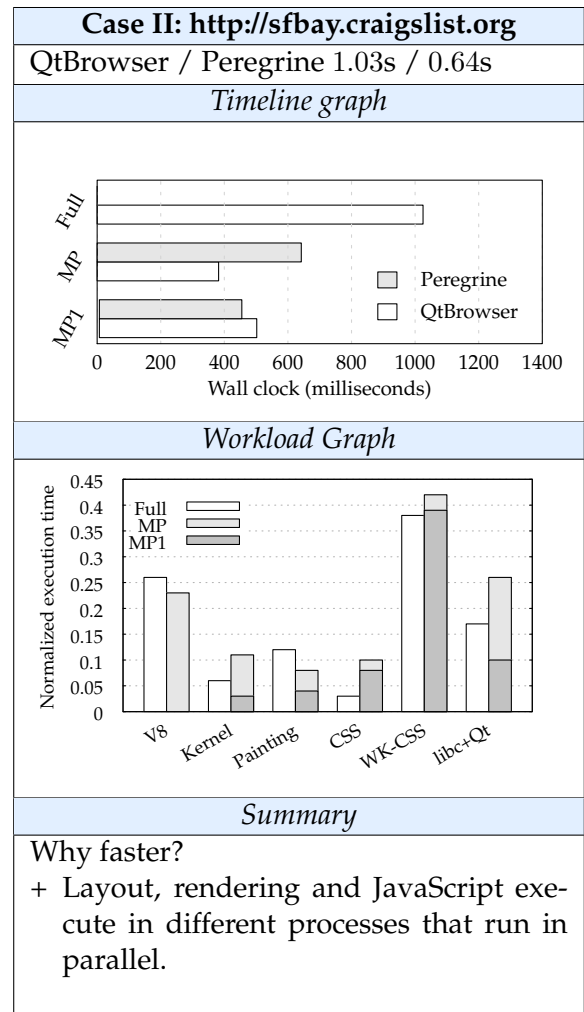 Case II: http://sfbay.craigslist.org
QtBrowser / Peregrine 1.03s / 0.64s
Timeline graph
Full
MP
MP1
Peregrine
QtBrowser
0 200 400 600 800 1000 1200 1400
Wall clock (milliseconds)
Workload Graph
Normalized execution time
0.45
0.4
0.35
0.3
0.25
0.2
0.15
0.1
0.05
0
Full
MP
MP1
V8 Kernel Painting CSS WK-CSS libc+Qt
Summary
Why faster?
+ Layout, rendering and JavaScript exe-
cute in different processes that run in
parallel.